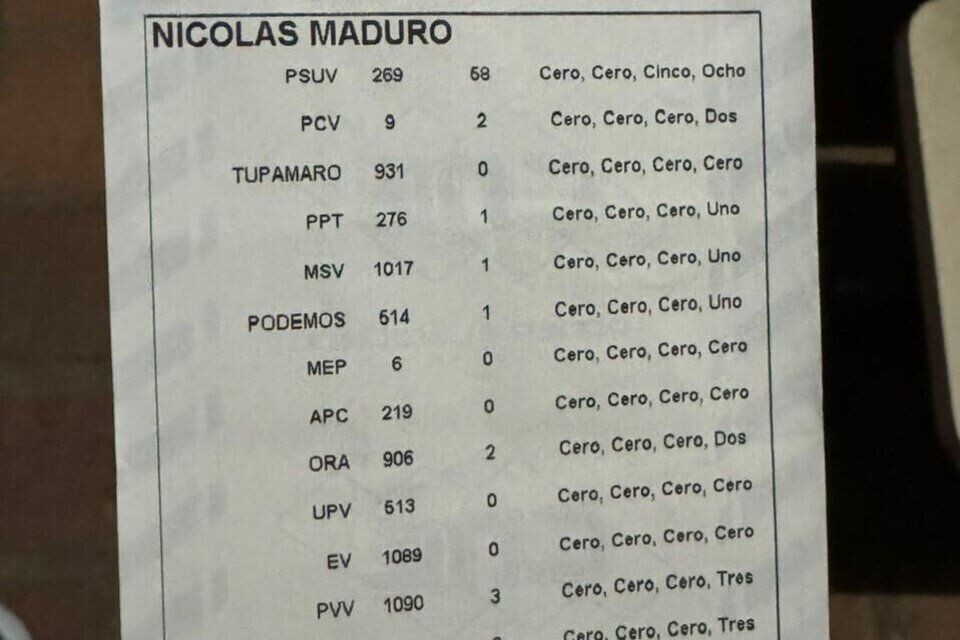 NICOLAS MADURO
PSUV 269 58 Cero, Cero, Cinco, Ocho
PCV 9 2 Cero, Cero, Cero, Dos
TUPAMARO 931 0 Cero, Cero, Cero, Cero
PPT 276 1 Cero, Cero, Cero, Uno
MSV 1017 1 Cero, Cero, Cero, Uno
PODEMOS 514 1 Cero, Cero, Cero, Uno
MEP 6 0 Cero, Cero, Cero, Cero
APC 219 0 Cero, Cero, Cero, Cero
ORA 906 2 Cero, Cero, Cero, Dos
UPV 513 0 Cero, Cero, Cero, Cero
EV 1089 0 Cero, Cero, Cero, Cero
PVV 1090 3 Cero, Cero, Cero, Tres
Cero, Cero, Cero, Tres